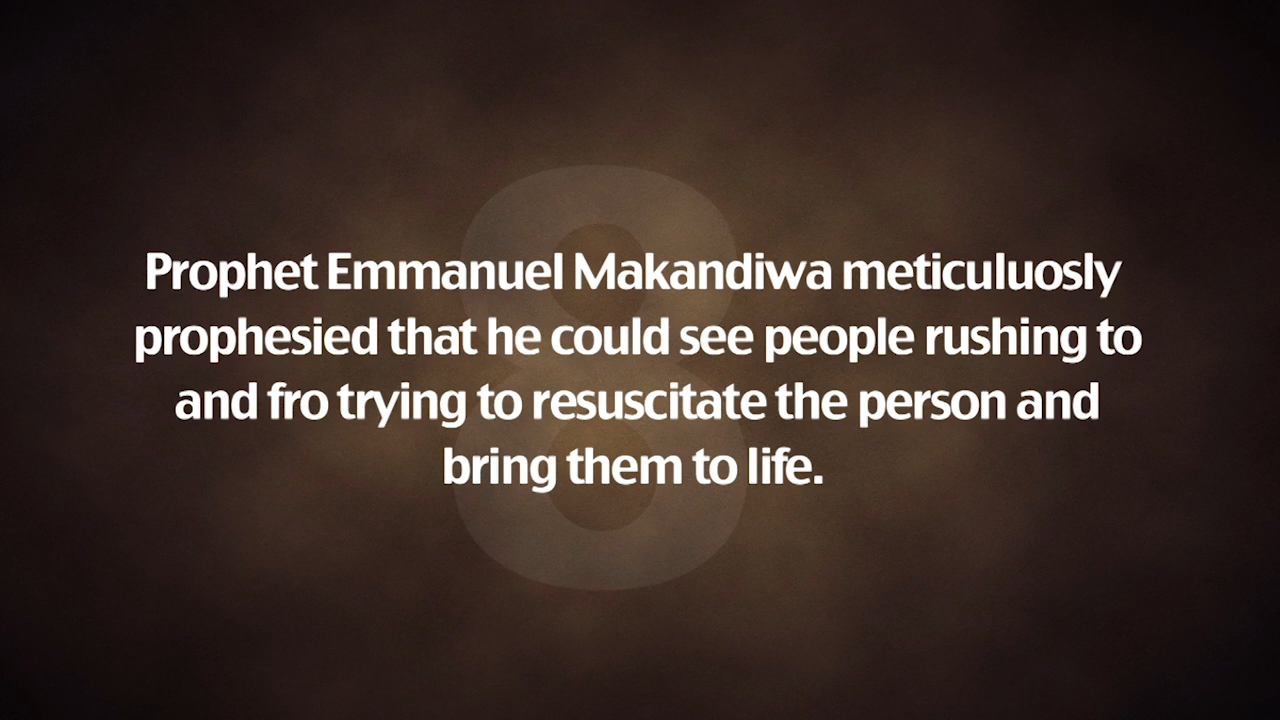 Prophet Emmanuel Makandiwa meticuluosly
prophesied that he could see people rushing to
and fro trying to resuscitate the person and
bring them to life.
8